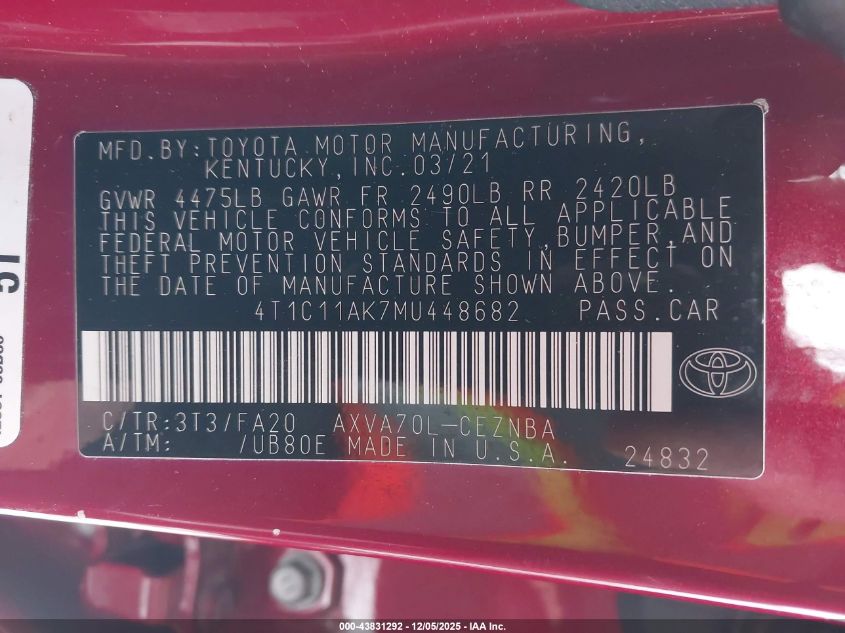 MFD.BY:TOYOTA MOTOR MANUFACTURING,
KENTUCKY, INC. 03/21
GVWR 4475LB GAWR FR 2490LB RR 2420LB
THIS VEHICLE CONFORMS TO ALL APPLICABLE
FEDERAL MOTOR VEHICLE SAFETY, BUMPER, AND
THEFT PREVENTION STANDARDS IN EFFECT ON
THE DATE OF MANUFACTURE SHOWN ABOVE.
4T1C11AK7MU448682 PASS.CAR
C/TR:3T3/FA20 AXVA70L-CEZNBA
A/TM: /UB80E MADE IN U.S.A. 24832
000-43831292 - 12/05/2025 - IAA Inc.